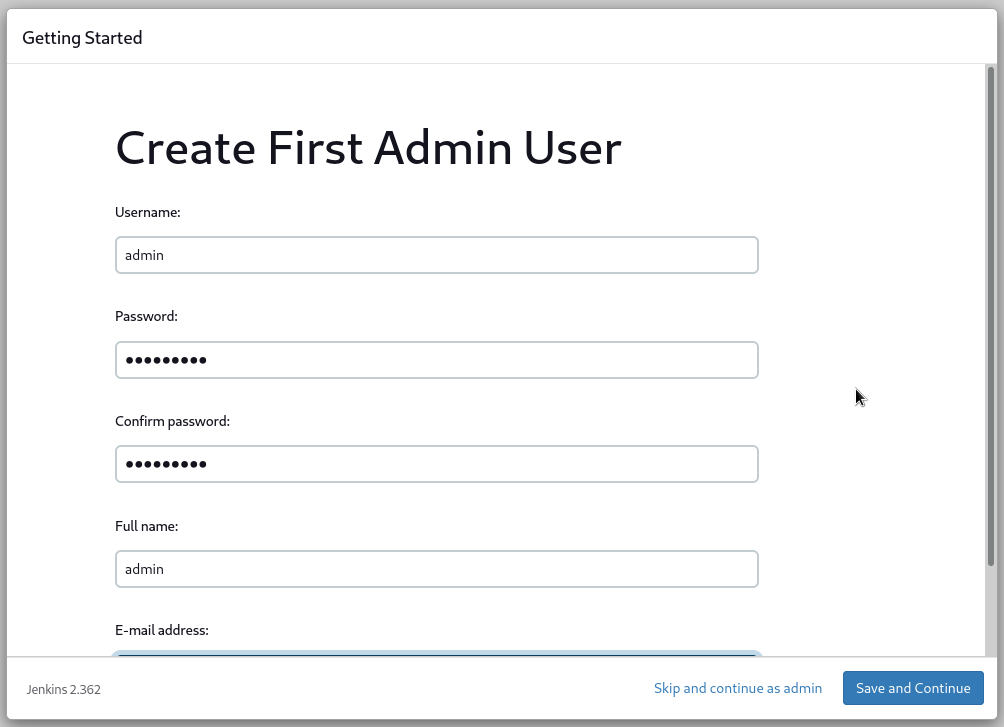 Getting Started
Create First Admin User
Username:
admin
Password:
•••••••••
Confirm password:
•••••••••
Full name:
admin
E-mail address:
Jenkins 2.362
Skip and continue as admin
Save and Continue